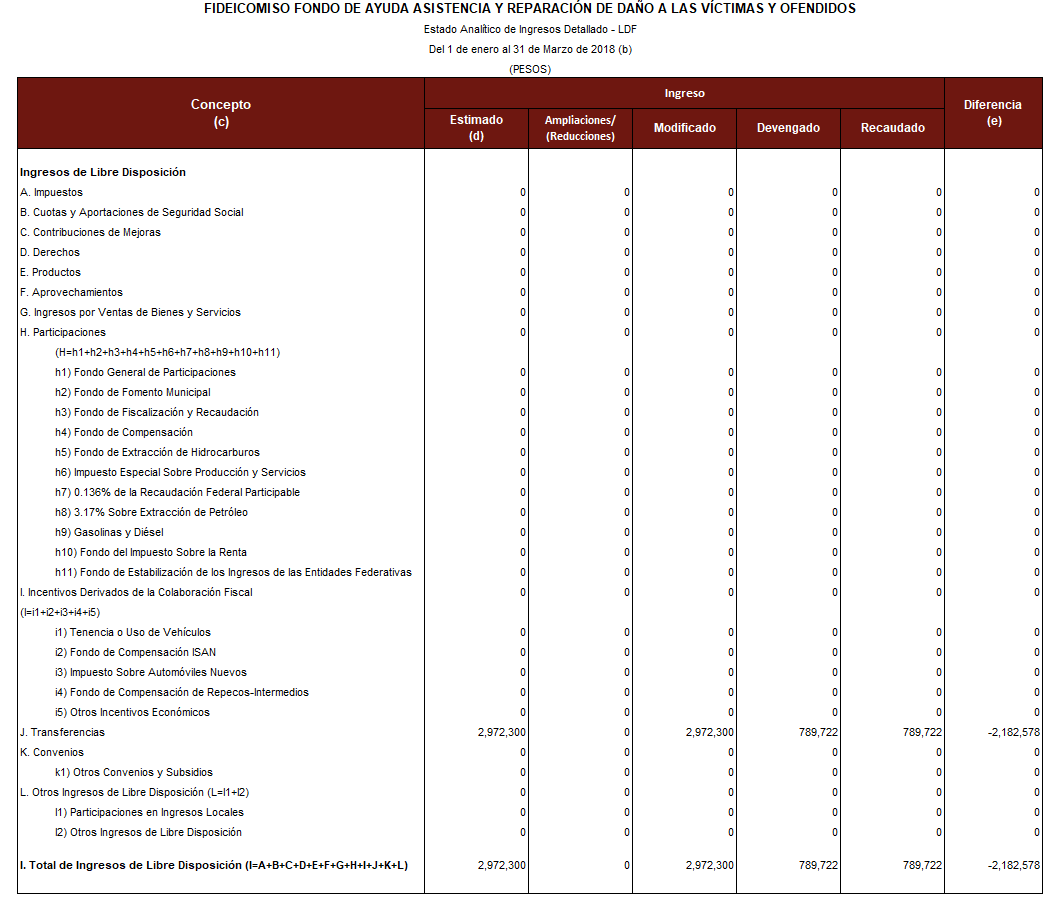 FIDEICOMISO FONDO DE AYUDA ASISTENCIA Y REPARACIÓN DE DAÑO A LAS VÍCTIMAS Y OFENDIDOS
Estado Analítico de Ingresos Detallado - LDF
Del 1 de enero al 31 de Marzo de 2018 (b)
(PESOS)
Concepto (c) Ingreso Diferencia (e)
Estimado (d) Ampliaciones/ (Reducciones) Modificado Devengado Recaudado
Ingresos de Libre Disposición
A. Impuestos 0 0 0 0 0 0
B. Cuotas y Aportaciones de Seguridad Social 0 0 0 0 0 0
C. Contribuciones de Mejoras 0 0 0 0 0 0
D. Derechos 0 0 0 0 0 0
E. Productos 0 0 0 0 0 0
F. Aprovechamientos 0 0 0 0 0 0
G. Ingresos por Ventas de Bienes y Servicios 0 0 0 0 0 0
H. Participaciones 0 0 0 0 0 0
(H=h1+h2+h3+h4+h5+h6+h7+h8+h9+h10+h11)
h1) Fondo General de Participaciones 0 0 0 0 0 0
h2) Fondo de Fomento Municipal 0 0 0 0 0 0
h3) Fondo de Fiscalización y Recaudación 0 0 0 0 0 0
h4) Fondo de Compensación 0 0 0 0 0 0
h5) Fondo de Extracción de Hidrocarburos 0 0 0 0 0 0
h6) Impuesto Especial Sobre Producción y Servicios 0 0 0 0 0 0
h7) 0.136% de la Recaudación Federal Participable 0 0 0 0 0 0
h8) 3.17% Sobre Extracción de Petróleo 0 0 0 0 0 0
h9) Gasolinas y Diésel 0 0 0 0 0 0
h10) Fondo del Impuesto Sobre la Renta 0 0 0 0 0 0
h11) Fondo de Estabilización de los Ingresos de las Entidades Federativas 0 0 0 0 0 0
I. Incentivos Derivados de la Colaboración Fiscal 0 0 0 0 0 0
(I=i1+i2+i3+i4+i5)
i1) Tenencia o Uso de Vehículos 0 0 0 0 0 0
i2) Fondo de Compensación ISAN 0 0 0 0 0 0
i3) Impuesto Sobre Automóviles Nuevos 0 0 0 0 0 0
i4) Fondo de Compensación de Repecos-Intermedios 0 0 0 0 0 0
i5) Otros Incentivos Económicos 0 0 0 0 0 0
J. Transferencias 2,972,300 0 2,972,300 789,722 789,722 -2,182,578
K. Convenios 0 0 0 0 0 0
k1) Otros Convenios y Subsidios 0 0 0 0 0 0
L. Otros Ingresos de Libre Disposición (L=l1+l2) 0 0 0 0 0 0
l1) Participaciones en Ingresos Locales 0 0 0 0 0 0
l2) Otros Ingresos de Libre Disposición 0 0 0 0 0 0
I. Total de Ingresos de Libre Disposición (I=A+B+C+D+E+F+G+H+I+J+K+L) 2,972,300 0 2,972,300 789,722 789,722 -2,182,578